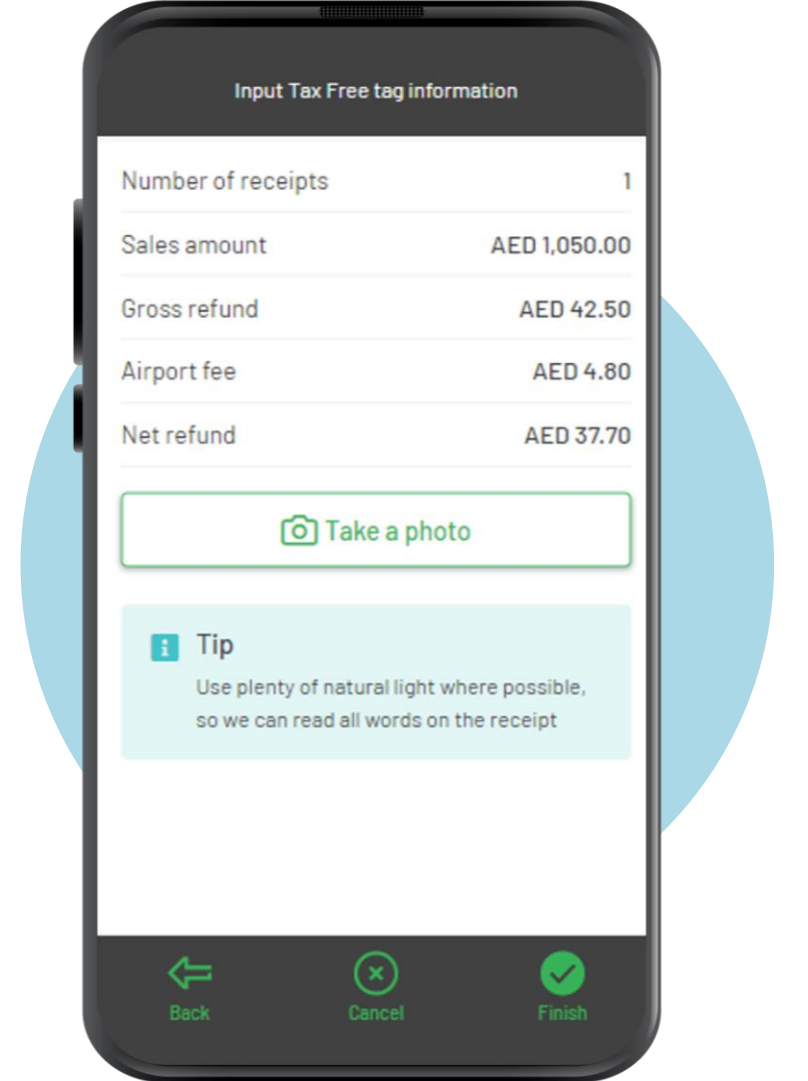 Input Tax Free tag information
Number of receipts 1
Sales amount AED 1,050.00
Gross refund AED 42.50
Airport fee AED 4.80
Net refund AED 37.70
Take a photo
i Tip
Use plenty of natural light where possible,
so we can read all words on the receipt
Back Cancel Finish